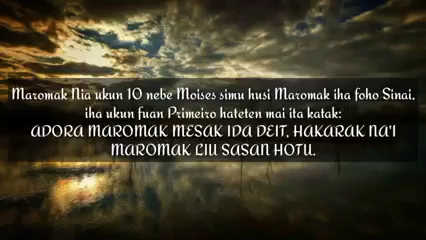 Maromak Nia ukun 10 nebe Moises simu husi Maromak iha foho Sinai,
iha ukun fuan Primeiro hateten mai ita katak:
ADORA MAROMAK MESAK IDA DEIT, HAKARAK NA'I
MAROMAK LIU SASAN HOTU.